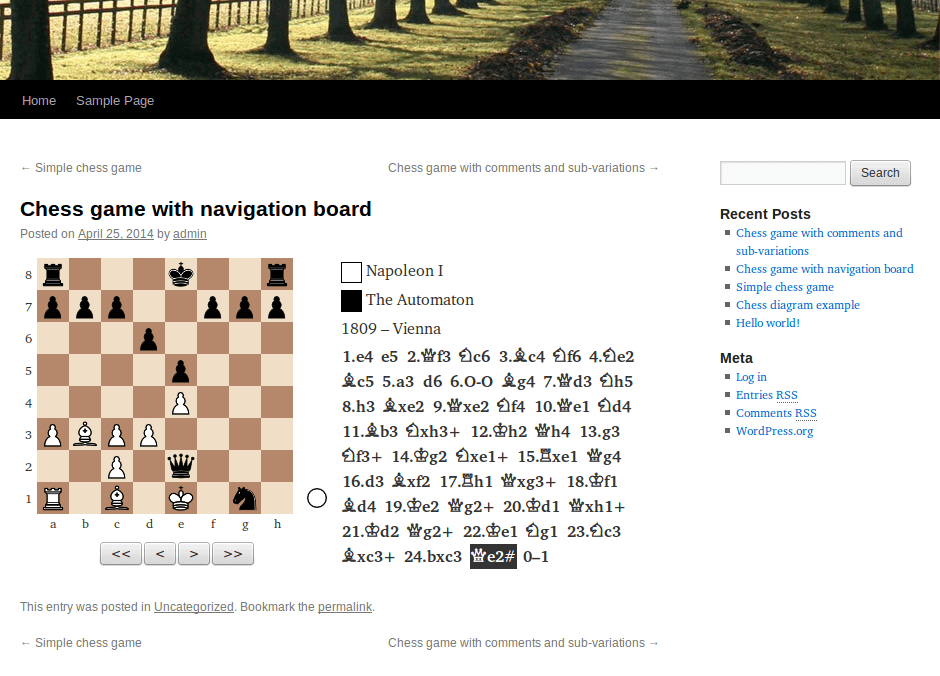 Home Sample Page
← Simple chess game Chess game with comments and sub-variations →
Chess game with navigation board
Posted on April 25, 2014 by admin
8
7
6
5
4
3
2
1
a b c d e f g h
<< < > >>
Napoleon I
The Automaton
1809 – Vienna
1.e4 e5 2.♕f3 ♘c6 3.♗c4 ♘f6 4.♘e2
♗c5 5.a3 d6 6.O-O ♗g4 7.♕d3 ♘h5
8.h3 ♗xe2 9.♕xe2 ♘f4 10.♕e1 ♘d4
11.♗b3 ♘xh3+ 12.♔h2 ♕h4 13.g3
♘f3+ 14.♔g2 ♘xe1+ 15.♖xe1 ♕g4
16.d3 ♗xf2 17.♖h1 ♕xg3+ 18.♔f1
♗d4 19.♔e2 ♕g2+ 20.♔d1 ♕xh1+
21.♔d2 ♕g2+ 22.♔e1 ♘g1 23.♘c3
♗xc3+ 24.bxc3 ♕e2# 0–1
This entry was posted in Uncategorized. Bookmark the permalink.
← Simple chess game Chess game with comments and sub-variations →
Search
Recent Posts
Chess game with comments and
sub-variations
Chess game with navigation board
Simple chess game
Chess diagram example
Hello world!
Meta
Log in
Entries RSS
Comments RSS
WordPress.org